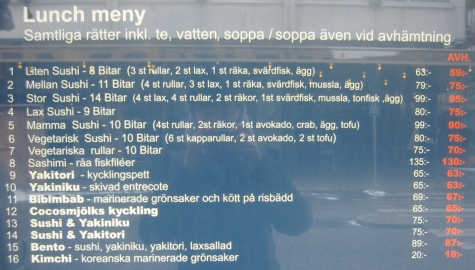 Lunch meny
Samtliga rätter inkl. te, vatten, soppa / soppa även vid avhämtning
AVH.
1 Liten Sushi - 8 Bitar (3 st rullar, 2 st lax, 1 st räka, svärdfisk, ägg) 63:- 59:-
2 Mellan Sushi - 11 Bitar (4 st rullar, 3 st lax, 1 st räka, svärdfisk, mussla, ägg) 79:- 75:-
3 Stor Sushi - 14 Bitar (4 st rullar, 4 st lax, 2 st räkor, 1st svärdfisk, mussla, tonfisk ,ägg) 99:- 95:-
4 Lax Sushi - 9 Bitar 80:- 75:-
5 Mamma Sushi - 10 Bitar (4st rullar, 2st räkor, 1st avokado, crab, ägg, tofu) 99:- 90:-
6 Vegetarisk Sushi - 10 Bitar (6 st kapparullar, 2 st avokado, 2 st tofu) 80:- 75:-
7 Vegetariska rullar - 10 Bitar 75:- 70:-
8 Sashimi - råa fiskfiléer 135:- 130:-
9 Yakitori - kycklingspett 67:- 63:-
10 Yakiniku - skivad entrecote 69:- 65:-
11 Bibimbab - marinerade grönsaker och kött på risbädd 69:- 67:-
12 Cocosmjölks kyckling 65:- 65:-
13 Sushi & Yakiniku 75:- 70:-
14 Sushi & Yakitori 75:- 70:-
15 Bento - sushi, yakiniku, yakitori, laxsallad 89:- 87:-
16 Kimchi - koreanska marinerade grönsaker 20:- 18:-